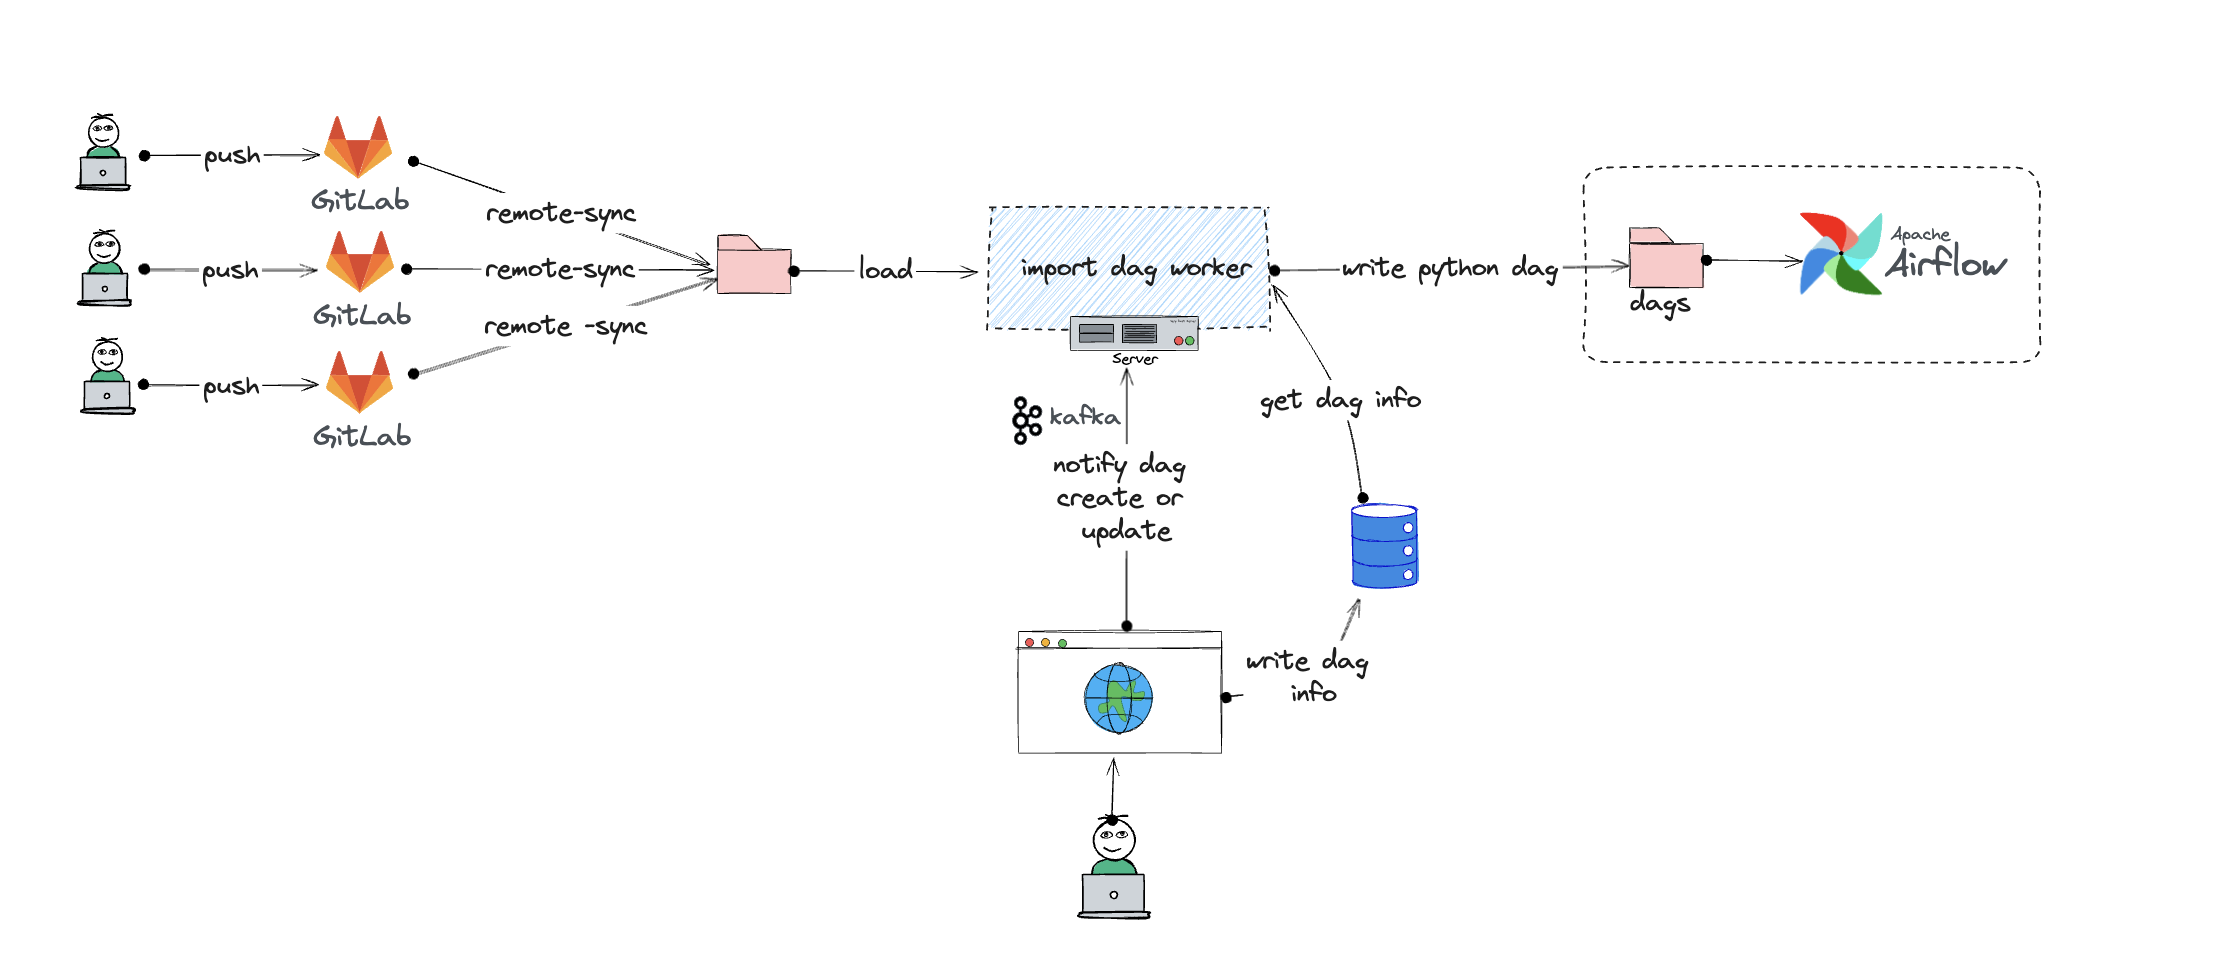 push
GitLab
remote-sync
push
GitLab
remote-sync
push
GitLab
remote -sync
load
import dag worker
Server
write python dag
dags
Apache
Airflow
kafka
notify dag
create or
update
get dag info
write dag
info